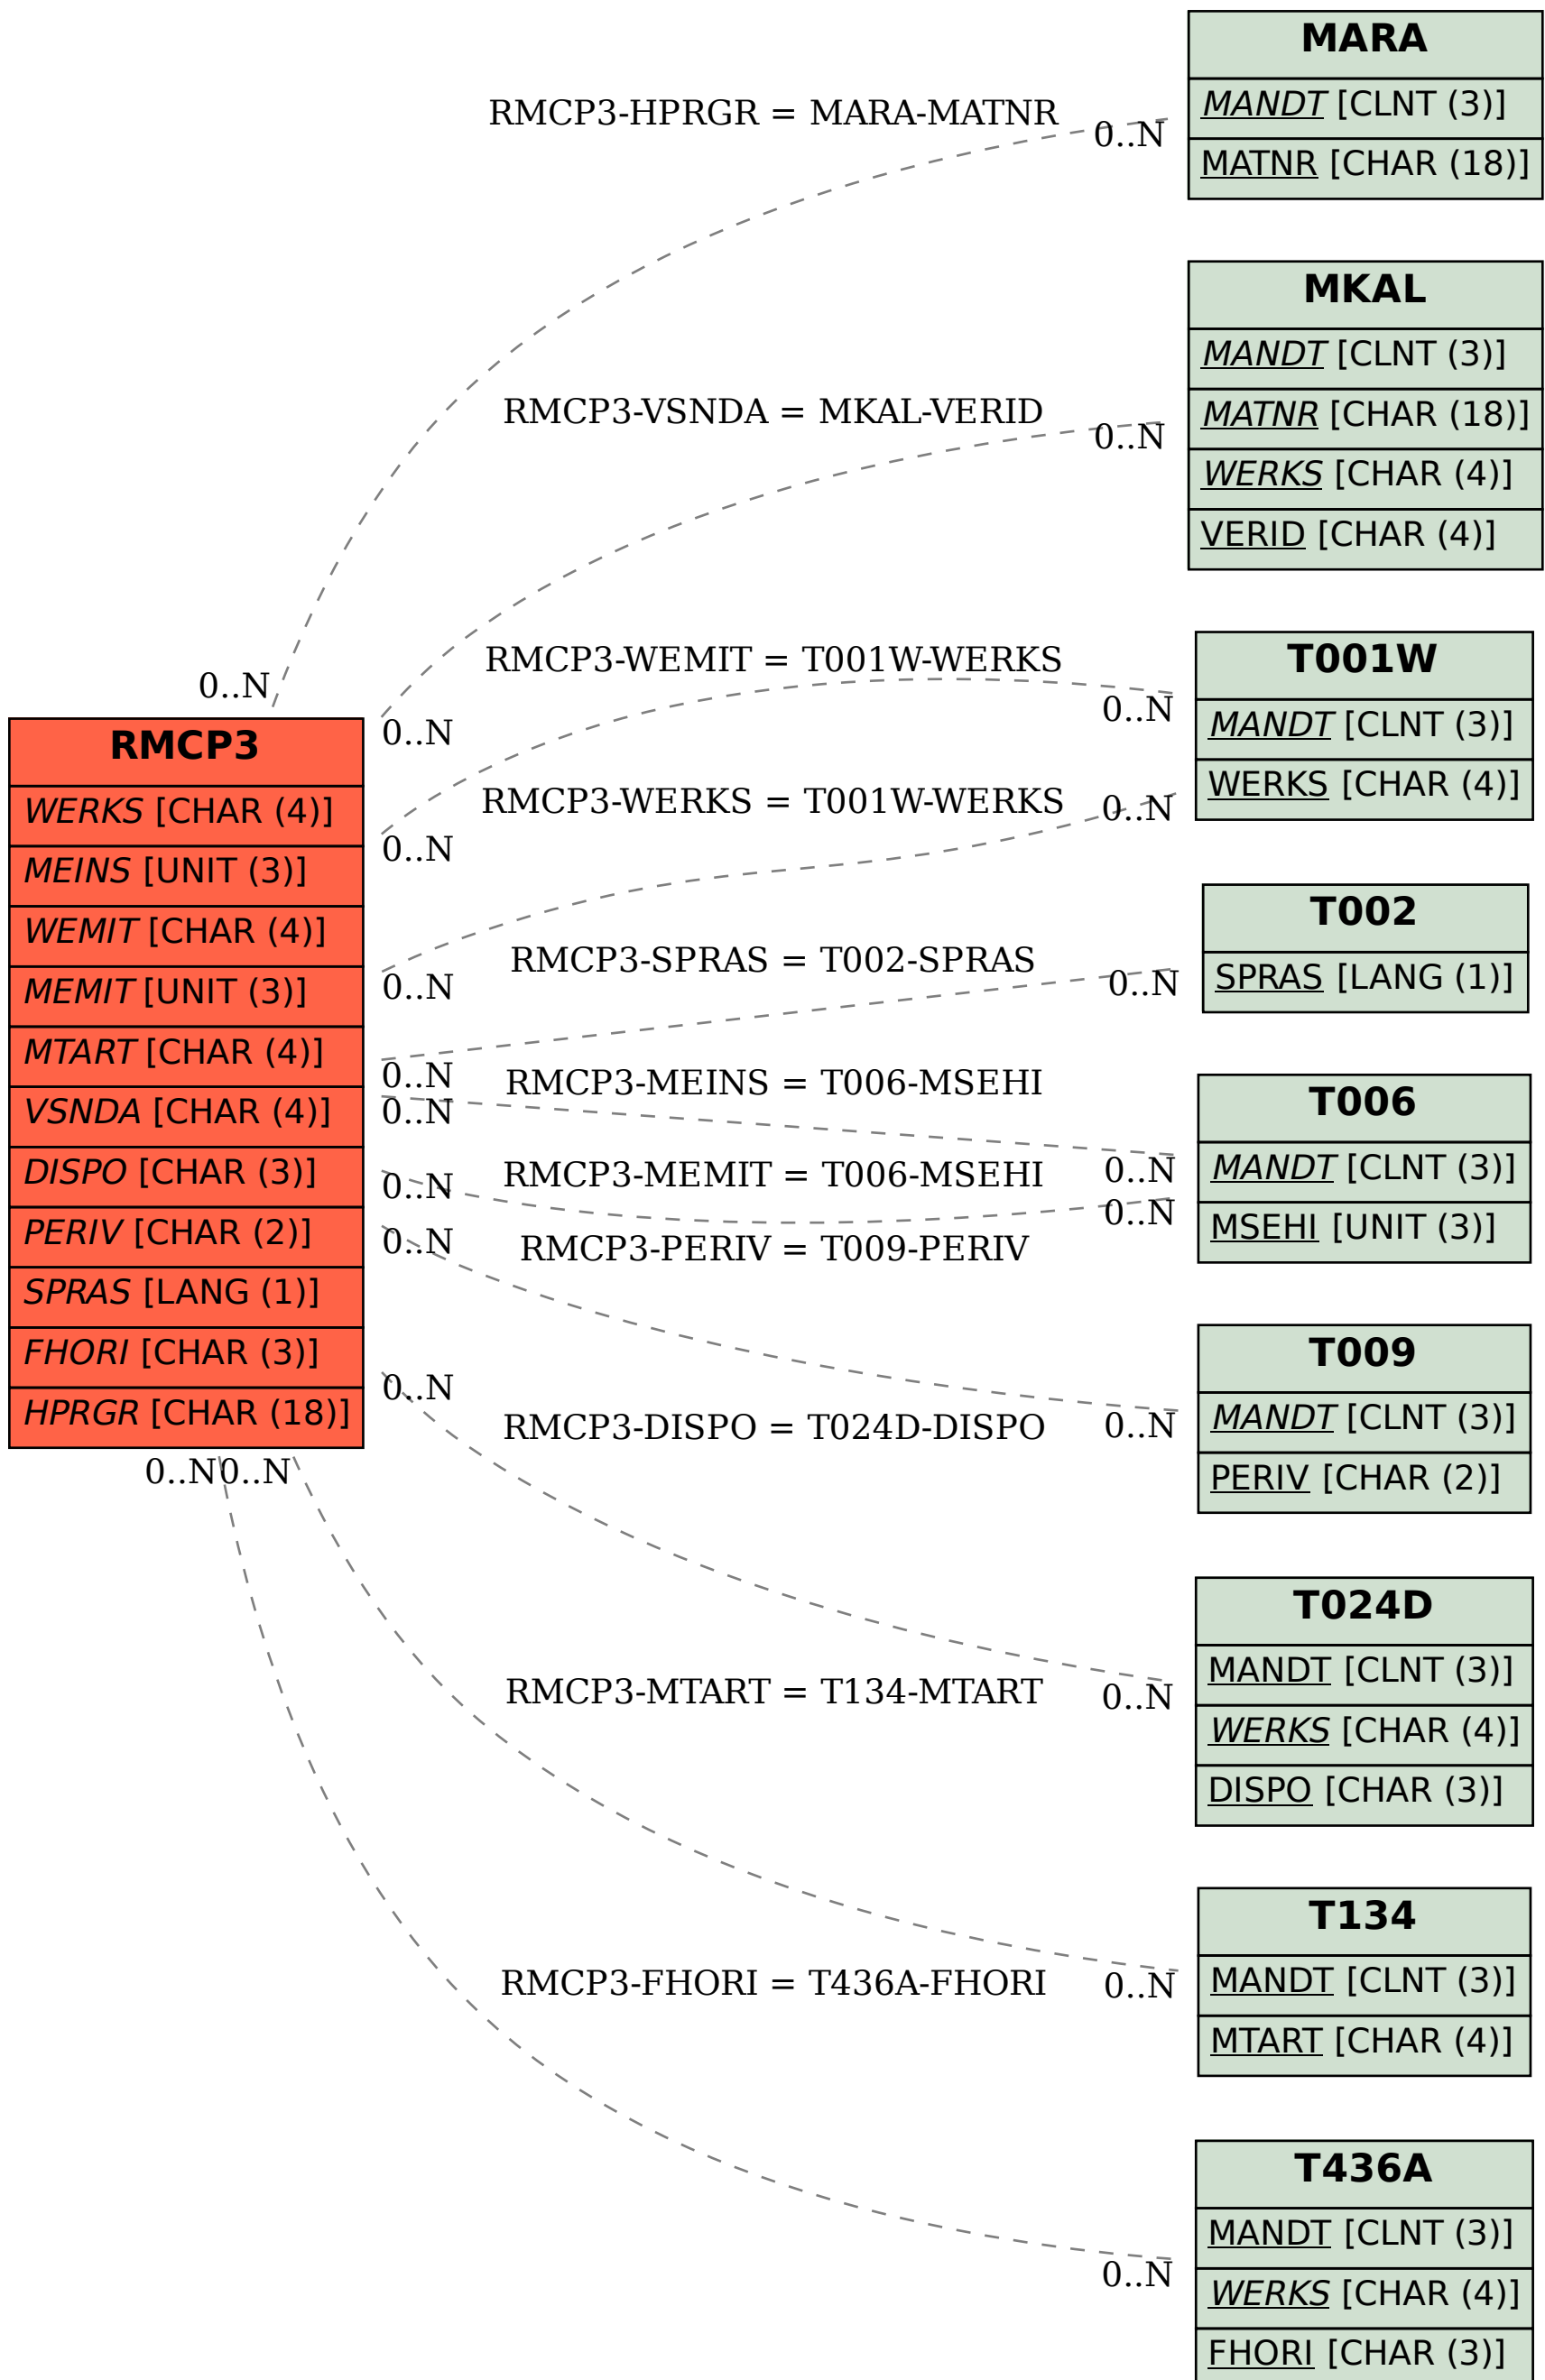 MARA
MANDT [CLNT (3)]
MATNR [CHAR (18)]
RMCP3-HPRGR = MARA-MATNR
0..N
0..N
MKAL
MANDT [CLNT (3)]
MATNR [CHAR (18)]
WERKS [CHAR (4)]
VERID [CHAR (4)]
RMCP3-VSNDA = MKAL-VERID
0..N
0..N
T001W
MANDT [CLNT (3)]
WERKS [CHAR (4)]
RMCP3-WEMIT = T001W-WERKS
0..N
0..N
RMCP3-WERKS = T001W-WERKS
0..N
0..N
RMCP3
WERKS [CHAR (4)]
MEINS [UNIT (3)]
WEMIT [CHAR (4)]
MEMIT [UNIT (3)]
MTART [CHAR (4)]
VSNDA [CHAR (4)]
DISPO [CHAR (3)]
PERIV [CHAR (2)]
SPRAS [LANG (1)]
FHORI [CHAR (3)]
HPRGR [CHAR (18)]
T002
SPRAS [LANG (1)]
RMCP3-SPRAS = T002-SPRAS
0..N
0..N
T006
MANDT [CLNT (3)]
MSEHI [UNIT (3)]
RMCP3-MEINS = T006-MSEHI
0..N
0..N
RMCP3-MEMIT = T006-MSEHI
0..N
0..N
T009
MANDT [CLNT (3)]
PERIV [CHAR (2)]
RMCP3-PERIV = T009-PERIV
0..N
0..N
T024D
MANDT [CLNT (3)]
WERKS [CHAR (4)]
DISPO [CHAR (3)]
RMCP3-DISPO = T024D-DISPO
0..N
0..N
T134
MANDT [CLNT (3)]
MTART [CHAR (4)]
RMCP3-MTART = T134-MTART
0..N
0..N
T436A
MANDT [CLNT (3)]
WERKS [CHAR (4)]
FHORI [CHAR (3)]
RMCP3-FHORI = T436A-FHORI
0..N
0..N